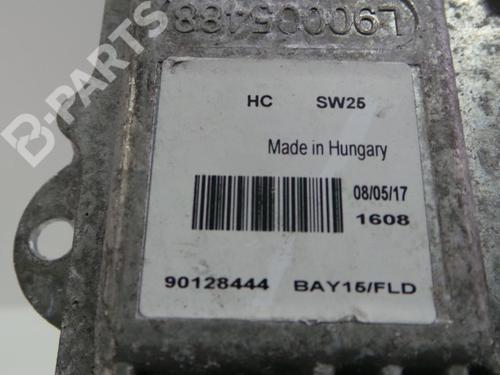 L90005488
HC SW25
Made in Hungary
08/05/17
1608
90128444 BAY15/FLD
B-PARTS